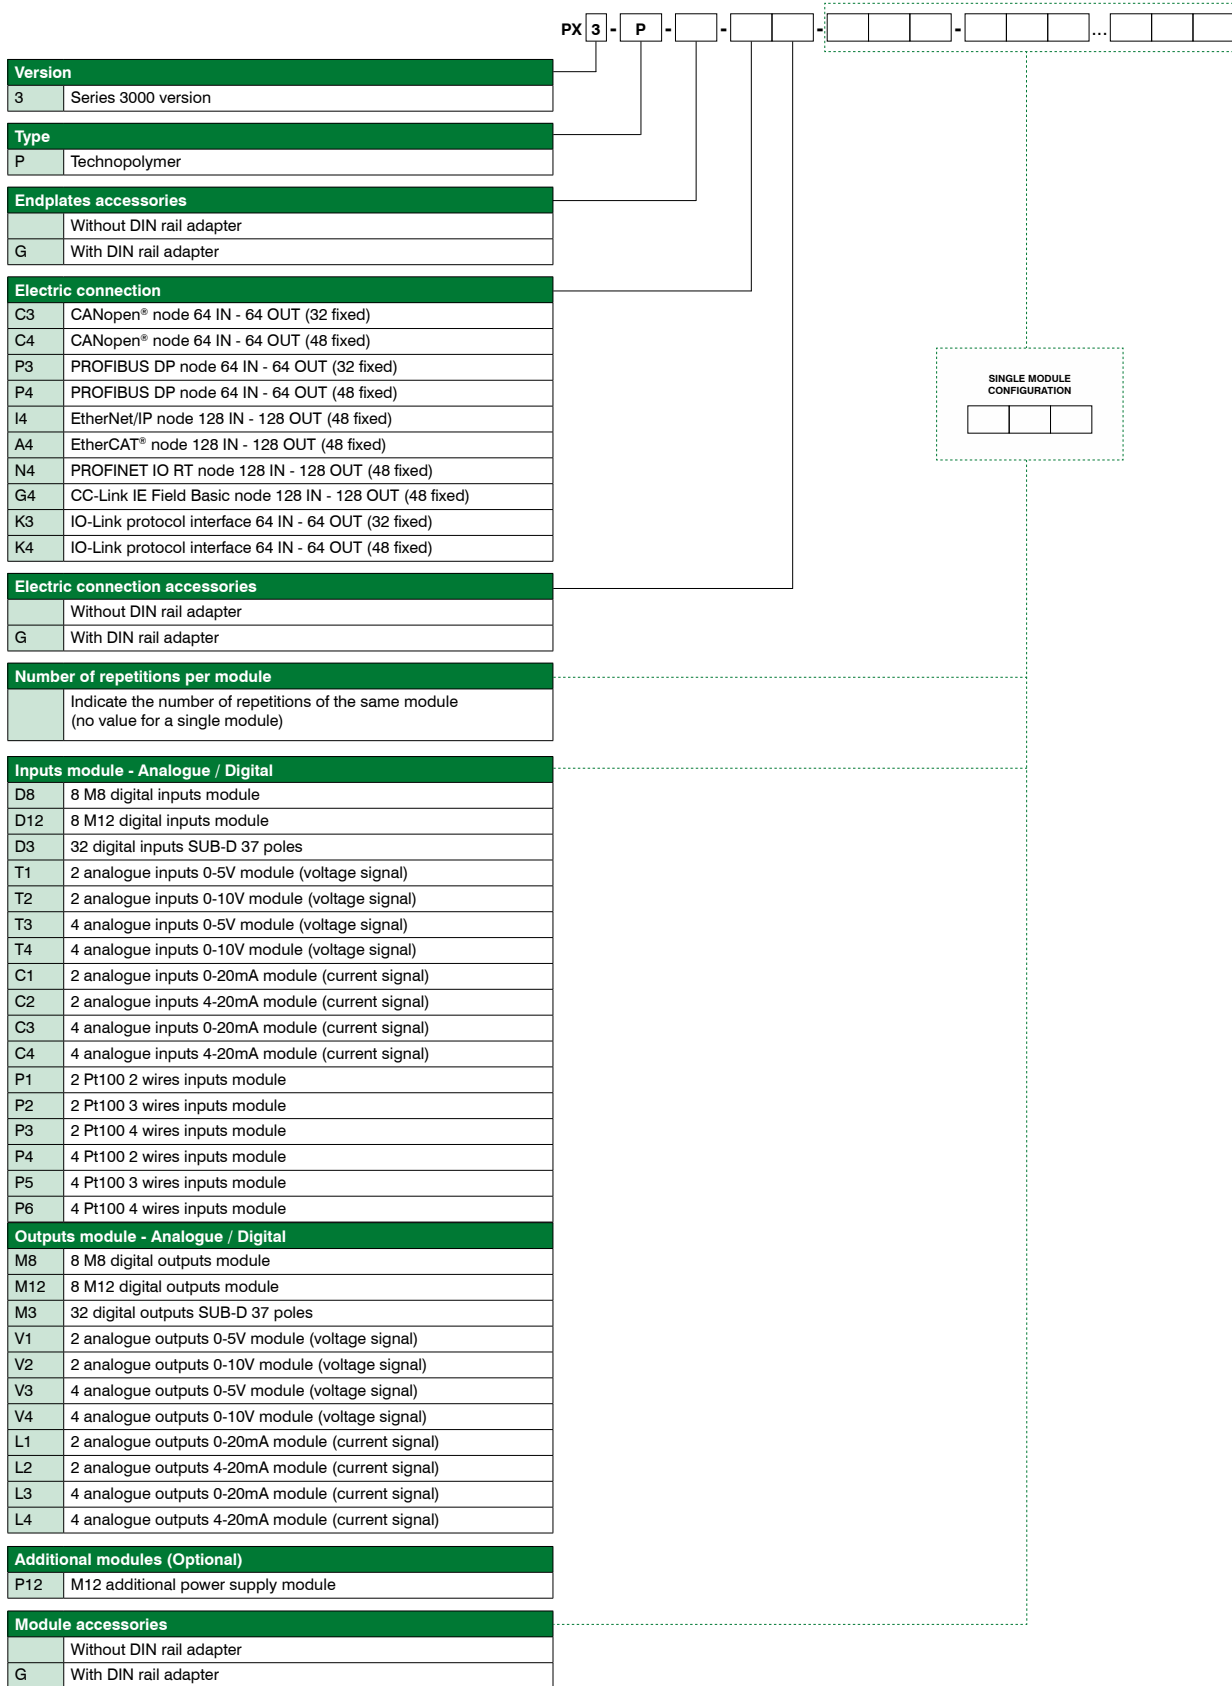 PX 3 - P - - - - ...
Version
3 Series 3000 version
Type
P Technopolymer
Endplates accessories
Without DIN rail adapter
G With DIN rail adapter
Electric connection
C3 CANopen® node 64 IN - 64 OUT (32 fixed)
C4 CANopen® node 64 IN - 64 OUT (48 fixed)
P3 PROFIBUS DP node 64 IN - 64 OUT (32 fixed)
P4 PROFIBUS DP node 64 IN - 64 OUT (48 fixed)
I4 EtherNet/IP node 128 IN - 128 OUT (48 fixed)
A4 EtherCAT® node 128 IN - 128 OUT (48 fixed)
N4 PROFINET IO RT node 128 IN - 128 OUT (48 fixed)
G4 CC-Link IE Field Basic node 128 IN - 128 OUT (48 fixed)
K3 IO-Link protocol interface 64 IN - 64 OUT (32 fixed)
K4 IO-Link protocol interface 64 IN - 64 OUT (48 fixed)
SINGLE MODULE
CONFIGURATION
Electric connection accessories
Without DIN rail adapter
G With DIN rail adapter
Number of repetitions per module
Indicate the number of repetitions of the same module
(no value for a single module)
Inputs module - Analogue / Digital
D8 8 M8 digital inputs module
D12 8 M12 digital inputs module
D3 32 digital inputs SUB-D 37 poles
T1 2 analogue inputs 0-5V module (voltage signal)
T2 2 analogue inputs 0-10V module (voltage signal)
T3 4 analogue inputs 0-5V module (voltage signal)
T4 4 analogue inputs 0-10V module (voltage signal)
C1 2 analogue inputs 0-20mA module (current signal)
C2 2 analogue inputs 4-20mA module (current signal)
C3 4 analogue inputs 0-20mA module (current signal)
C4 4 analogue inputs 4-20mA module (current signal)
P1 2 Pt100 2 wires inputs module
P2 2 Pt100 3 wires inputs module
P3 2 Pt100 4 wires inputs module
P4 4 Pt100 2 wires inputs module
P5 4 Pt100 3 wires inputs module
P6 4 Pt100 4 wires inputs module
Outputs module - Analogue / Digital
M8 8 M8 digital outputs module
M12 8 M12 digital outputs module
M3 32 digital outputs SUB-D 37 poles
V1 2 analogue outputs 0-5V module (voltage signal)
V2 2 analogue outputs 0-10V module (voltage signal)
V3 4 analogue outputs 0-5V module (voltage signal)
V4 4 analogue outputs 0-10V module (voltage signal)
L1 2 analogue outputs 0-20mA module (current signal)
L2 2 analogue outputs 4-20mA module (current signal)
L3 4 analogue outputs 0-20mA module (current signal)
L4 4 analogue outputs 4-20mA module (current signal)
Additional modules (Optional)
P12 M12 additional power supply module
Module accessories
Without DIN rail adapter
G With DIN rail adapter